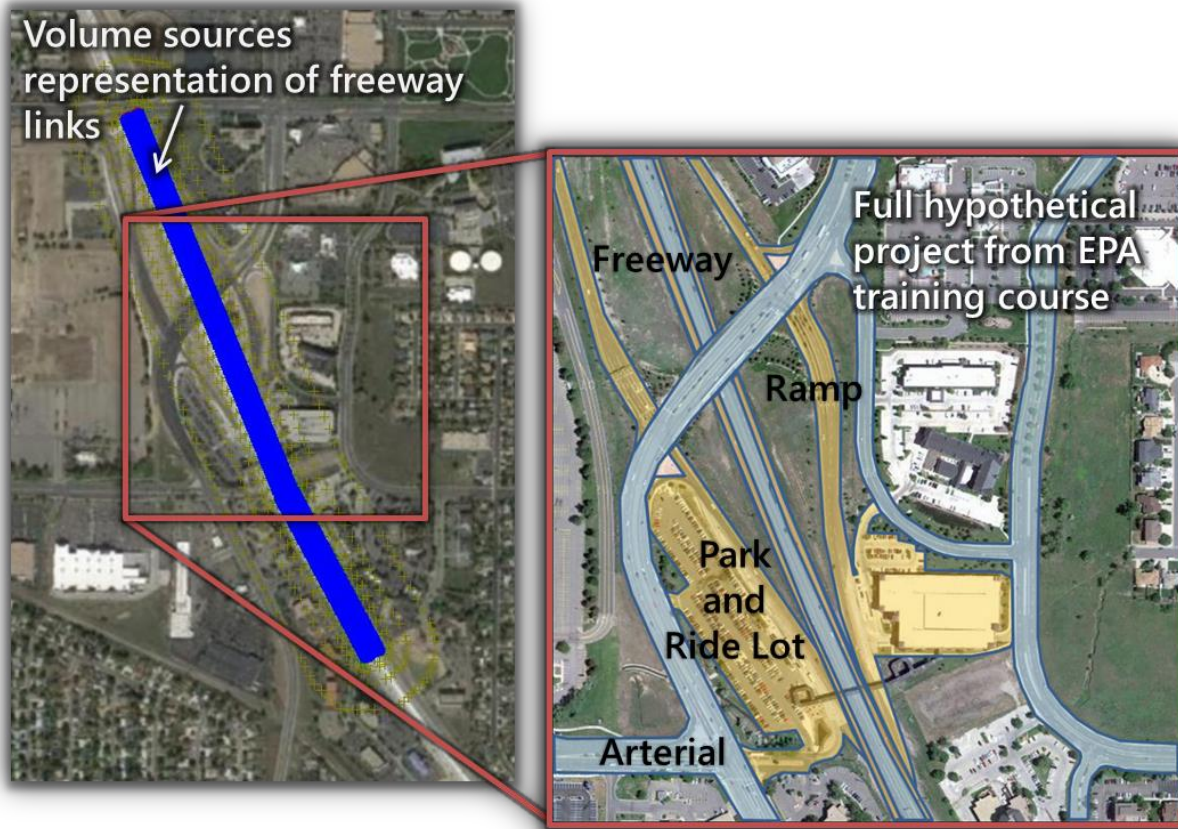 Volume sources
representation of freeway
links
Full hypothetical
project from EPA
training course
Freeway
Ramp
Park
and
Ride Lot
Arterial